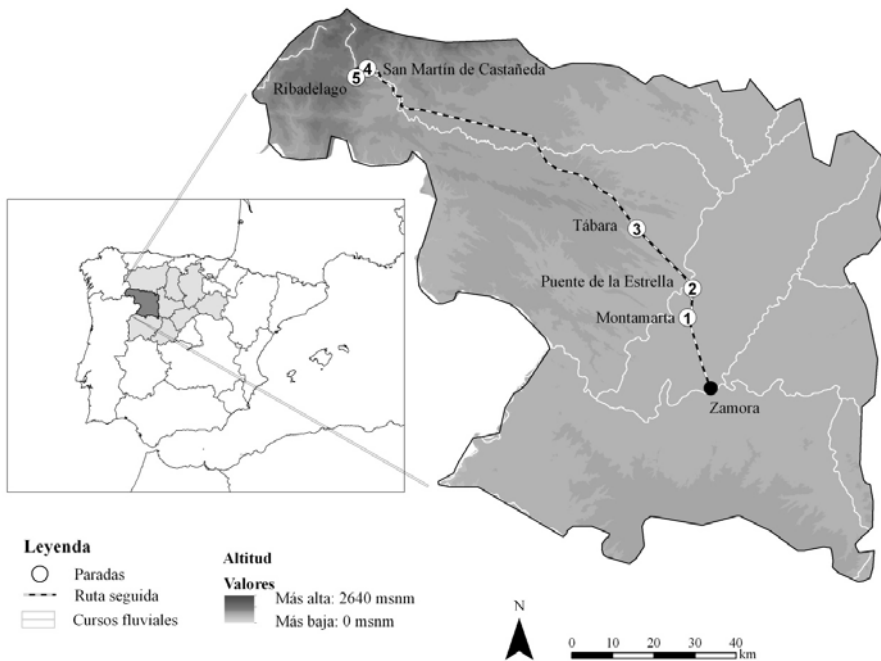 4
San Martín de Castañeda
5
Ribadelago
Tábara
3
Puente de la Estrella
2
Montamarta
1
Zamora
Leyenda
Paradas
Ruta seguida
Cursos fluviales
Altitud
Valores
Más alta: 2640 msnm
Más baja: 0 msnm
N
0 10 20 30 40
km